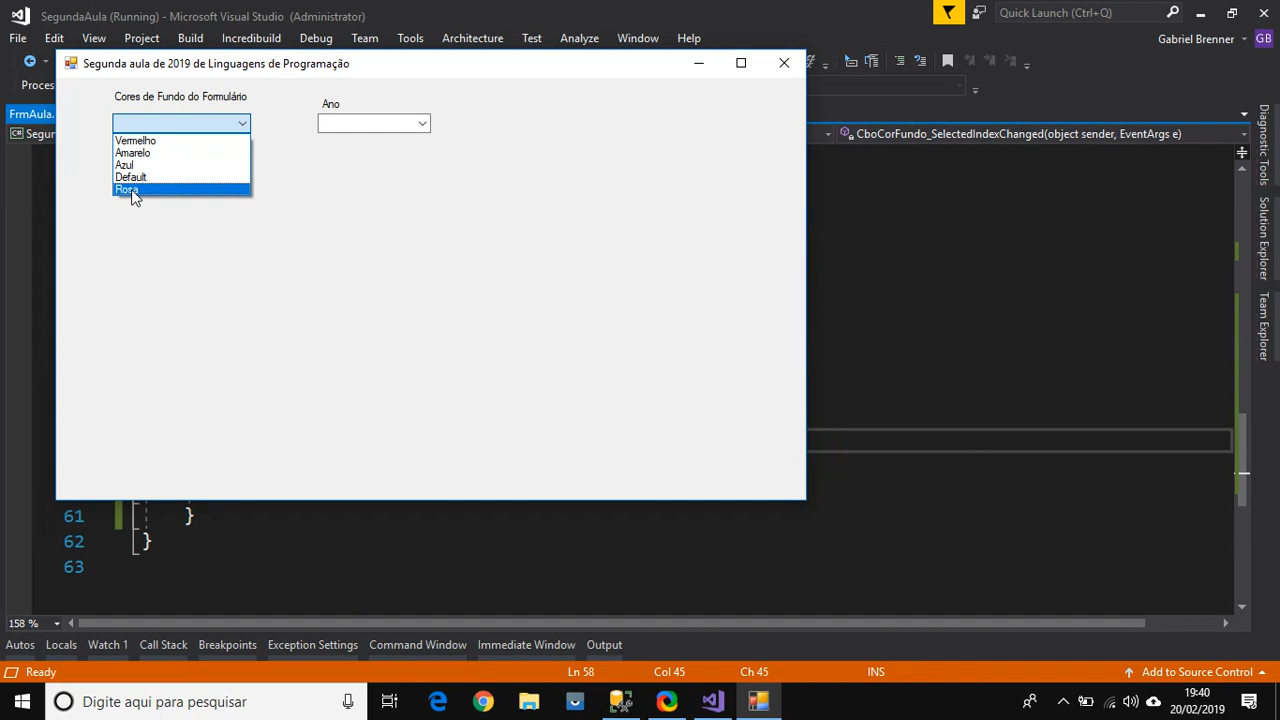 SegundaAula (Running) - Microsoft Visual Studio (Administrator)
Quick Launch (Ctrl+Q)
File Edit View Project Build Incredibuild Debug Team Tools Architecture Test Analyze Window Help
Gabriel Brenner GB
Segunda aula de 2019 de Linguagens de Programação
Proces
FrmAula.
Segun
CboCorFundo_SelectedIndexChanged(object sender, EventArgs e)
Cores de Fundo do Formulário
Ano
Vermelho
Amarelo
Azul
Default
Rosa
Diagnostic Tools
Solution Explorer
Team Explorer
61 }
62 }
63
158 %
Autos Locals Watch 1 Call Stack Breakpoints Exception Settings Command Window Immediate Window Output
Ready Ln 58 Col 45 Ch 45 INS Add to Source Control
Digite aqui para pesquisar
19:40
20/02/2019